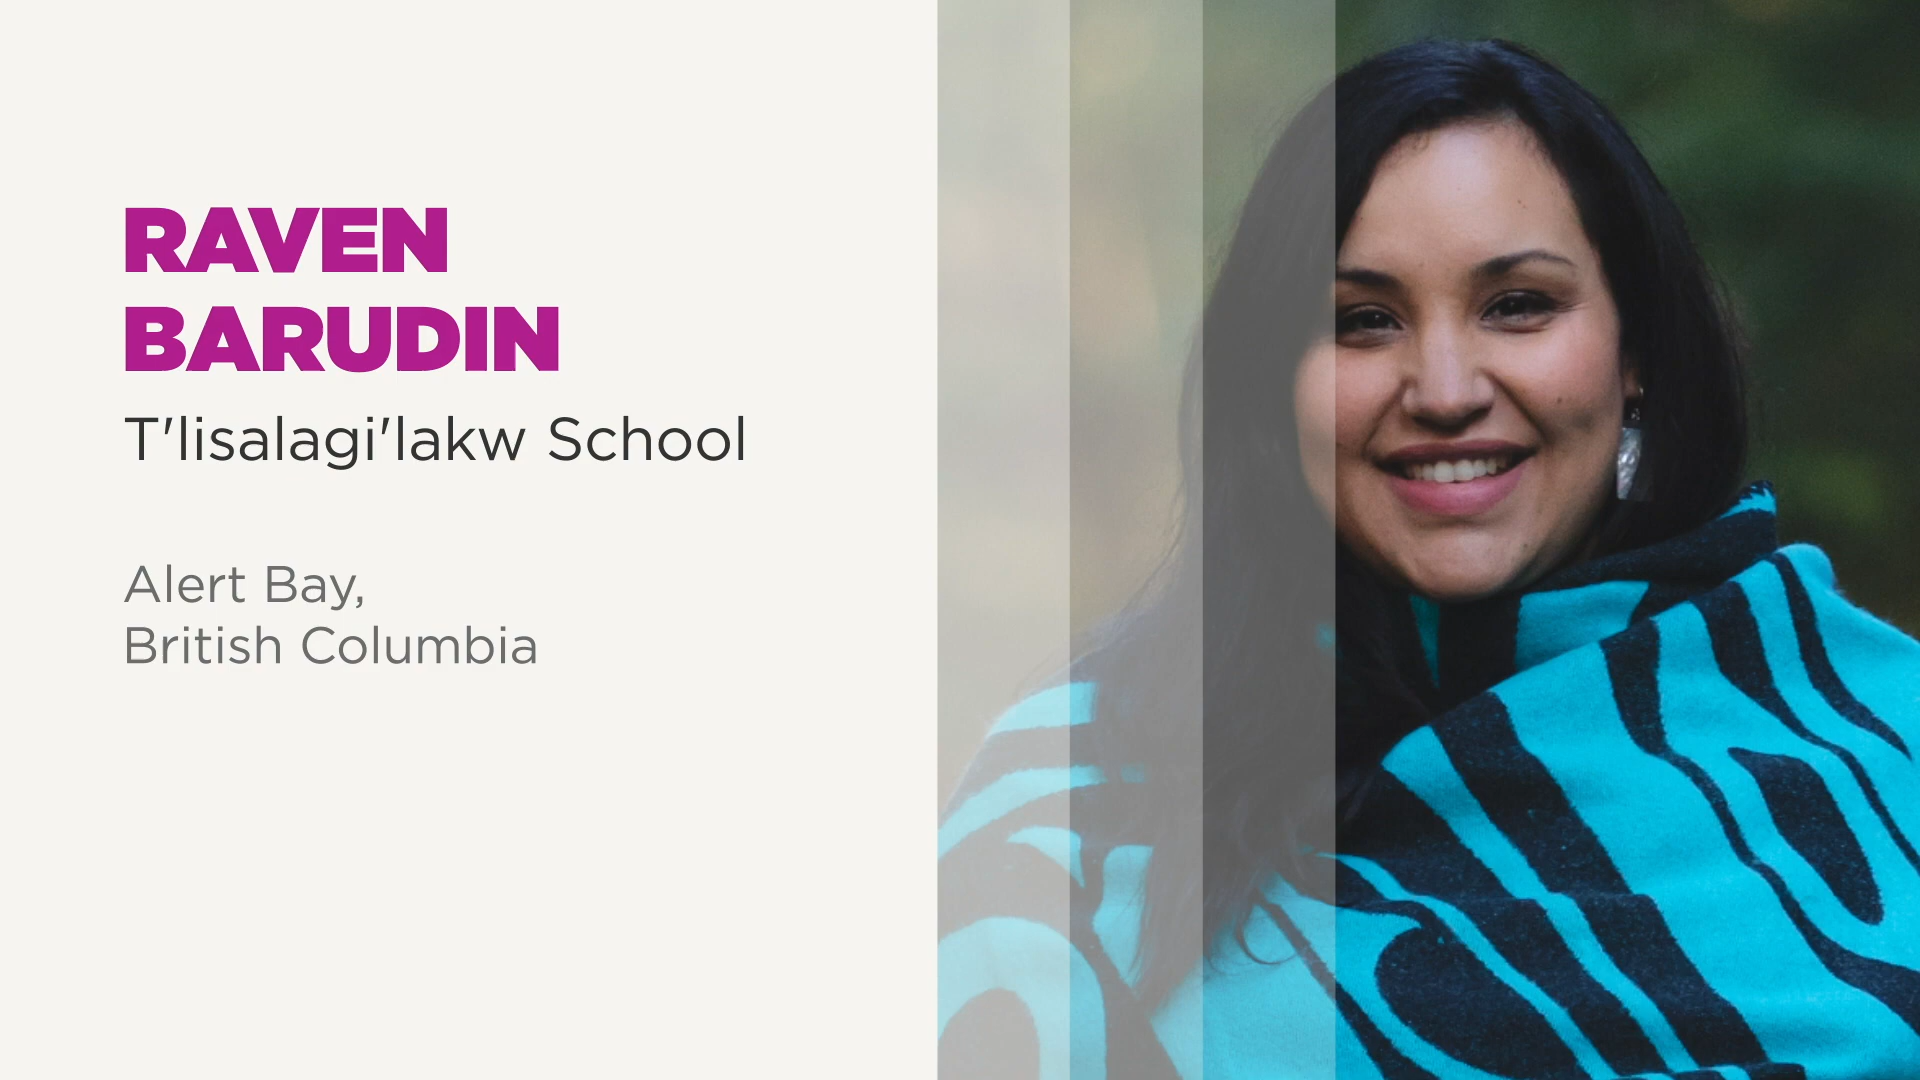 RAVEN
BARUDIN
T'lisalagi'lakw School
Alert Bay,
British Columbia